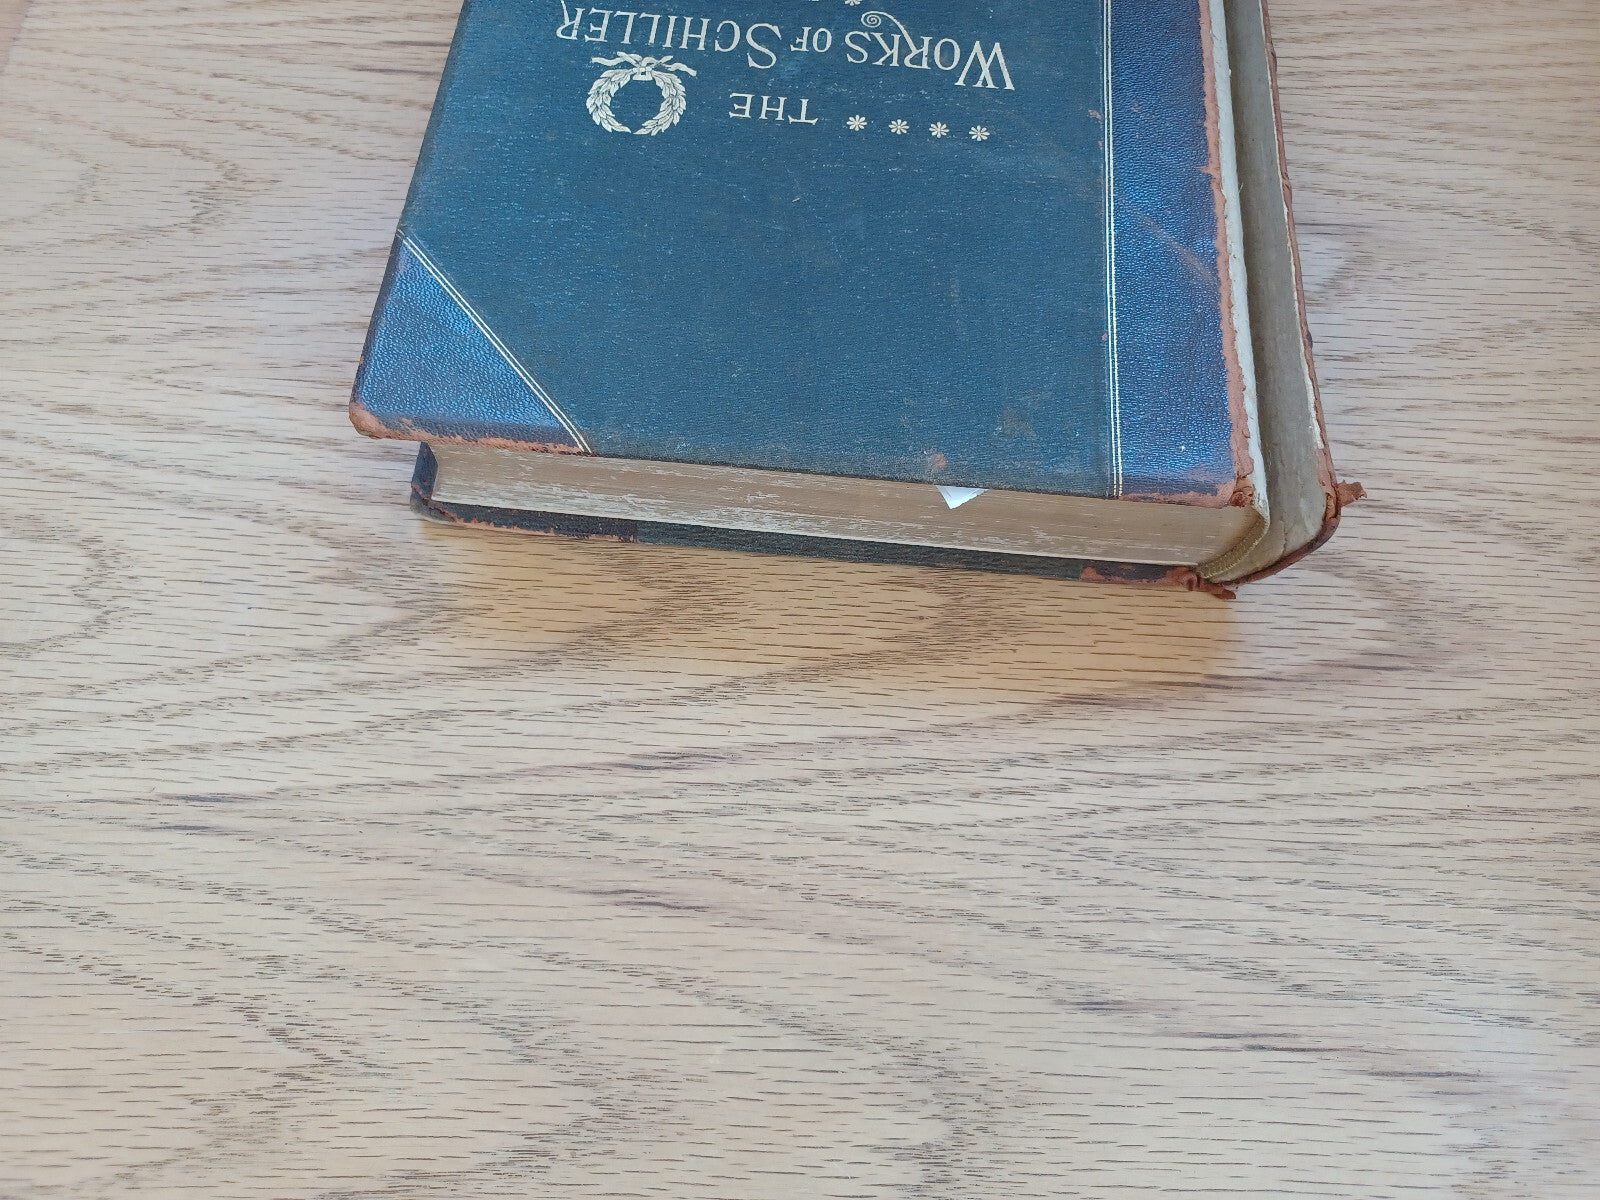 **** THE
WORKS OF SCHILLER
*